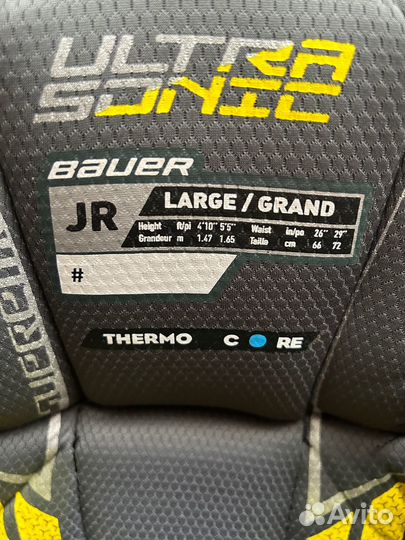 ULTRA
SONIC
BAUER
JR
LARGE / GRAND
Height ft/pi 4'10" 5'5" Waist in/po 26" 29"
Grandeur m 1.47 1.65 Taille cm 66 72
#
THERMO CORE
SUPREME
Avito